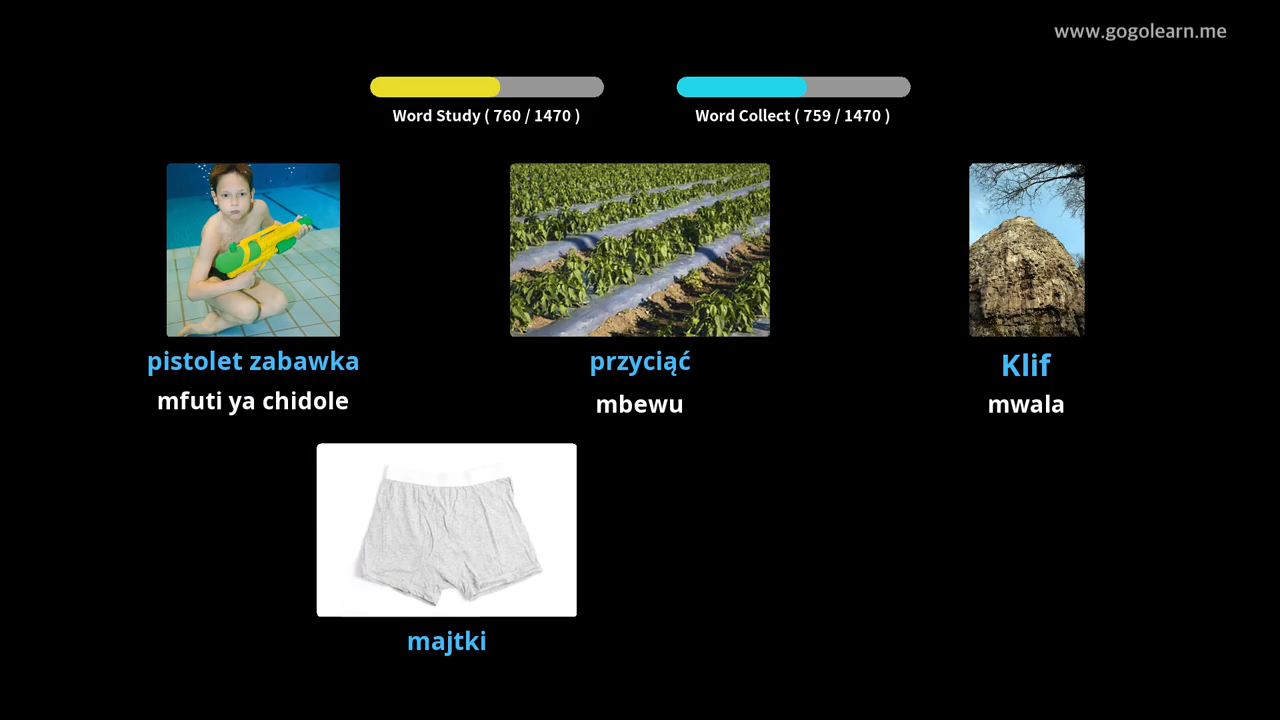 www.gogolearn.me
Word Study ( 760 / 1470 )
Word Collect ( 759 / 1470 )
pistolet zabawka
mfuti ya chidole
przyciąć
mbewu
Klif
mwala
majtki